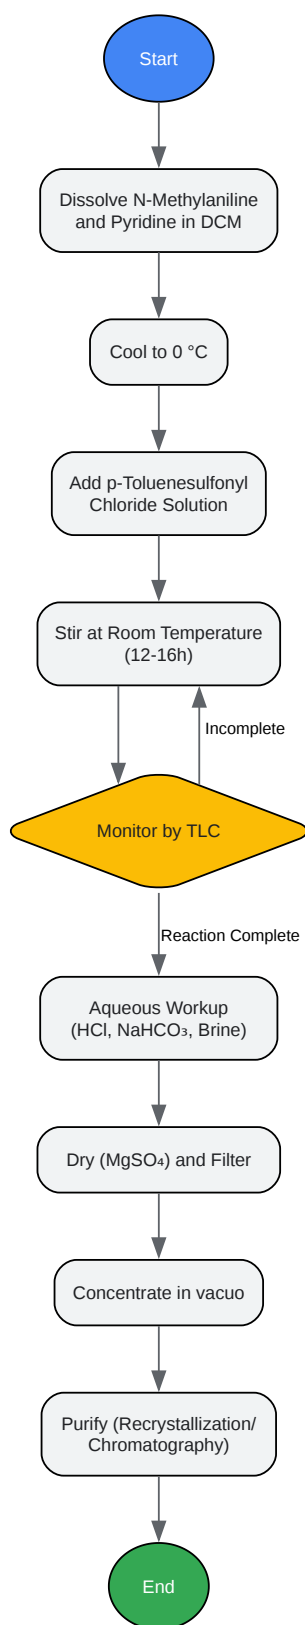 Start
Dissolve N-Methylaniline
and Pyridine in DCM
Cool to 0 °C
Add p-Toluenesulfonyl
Chloride Solution
Stir at Room Temperature
(12-16h)
Incomplete
Monitor by TLC
Reaction Complete
Aqueous Workup
(HCl, NaHCO₃, Brine)
Dry (MgSO₄) and Filter
Concentrate in vacuo
Purify (Recrystallization/
Chromatography)
End